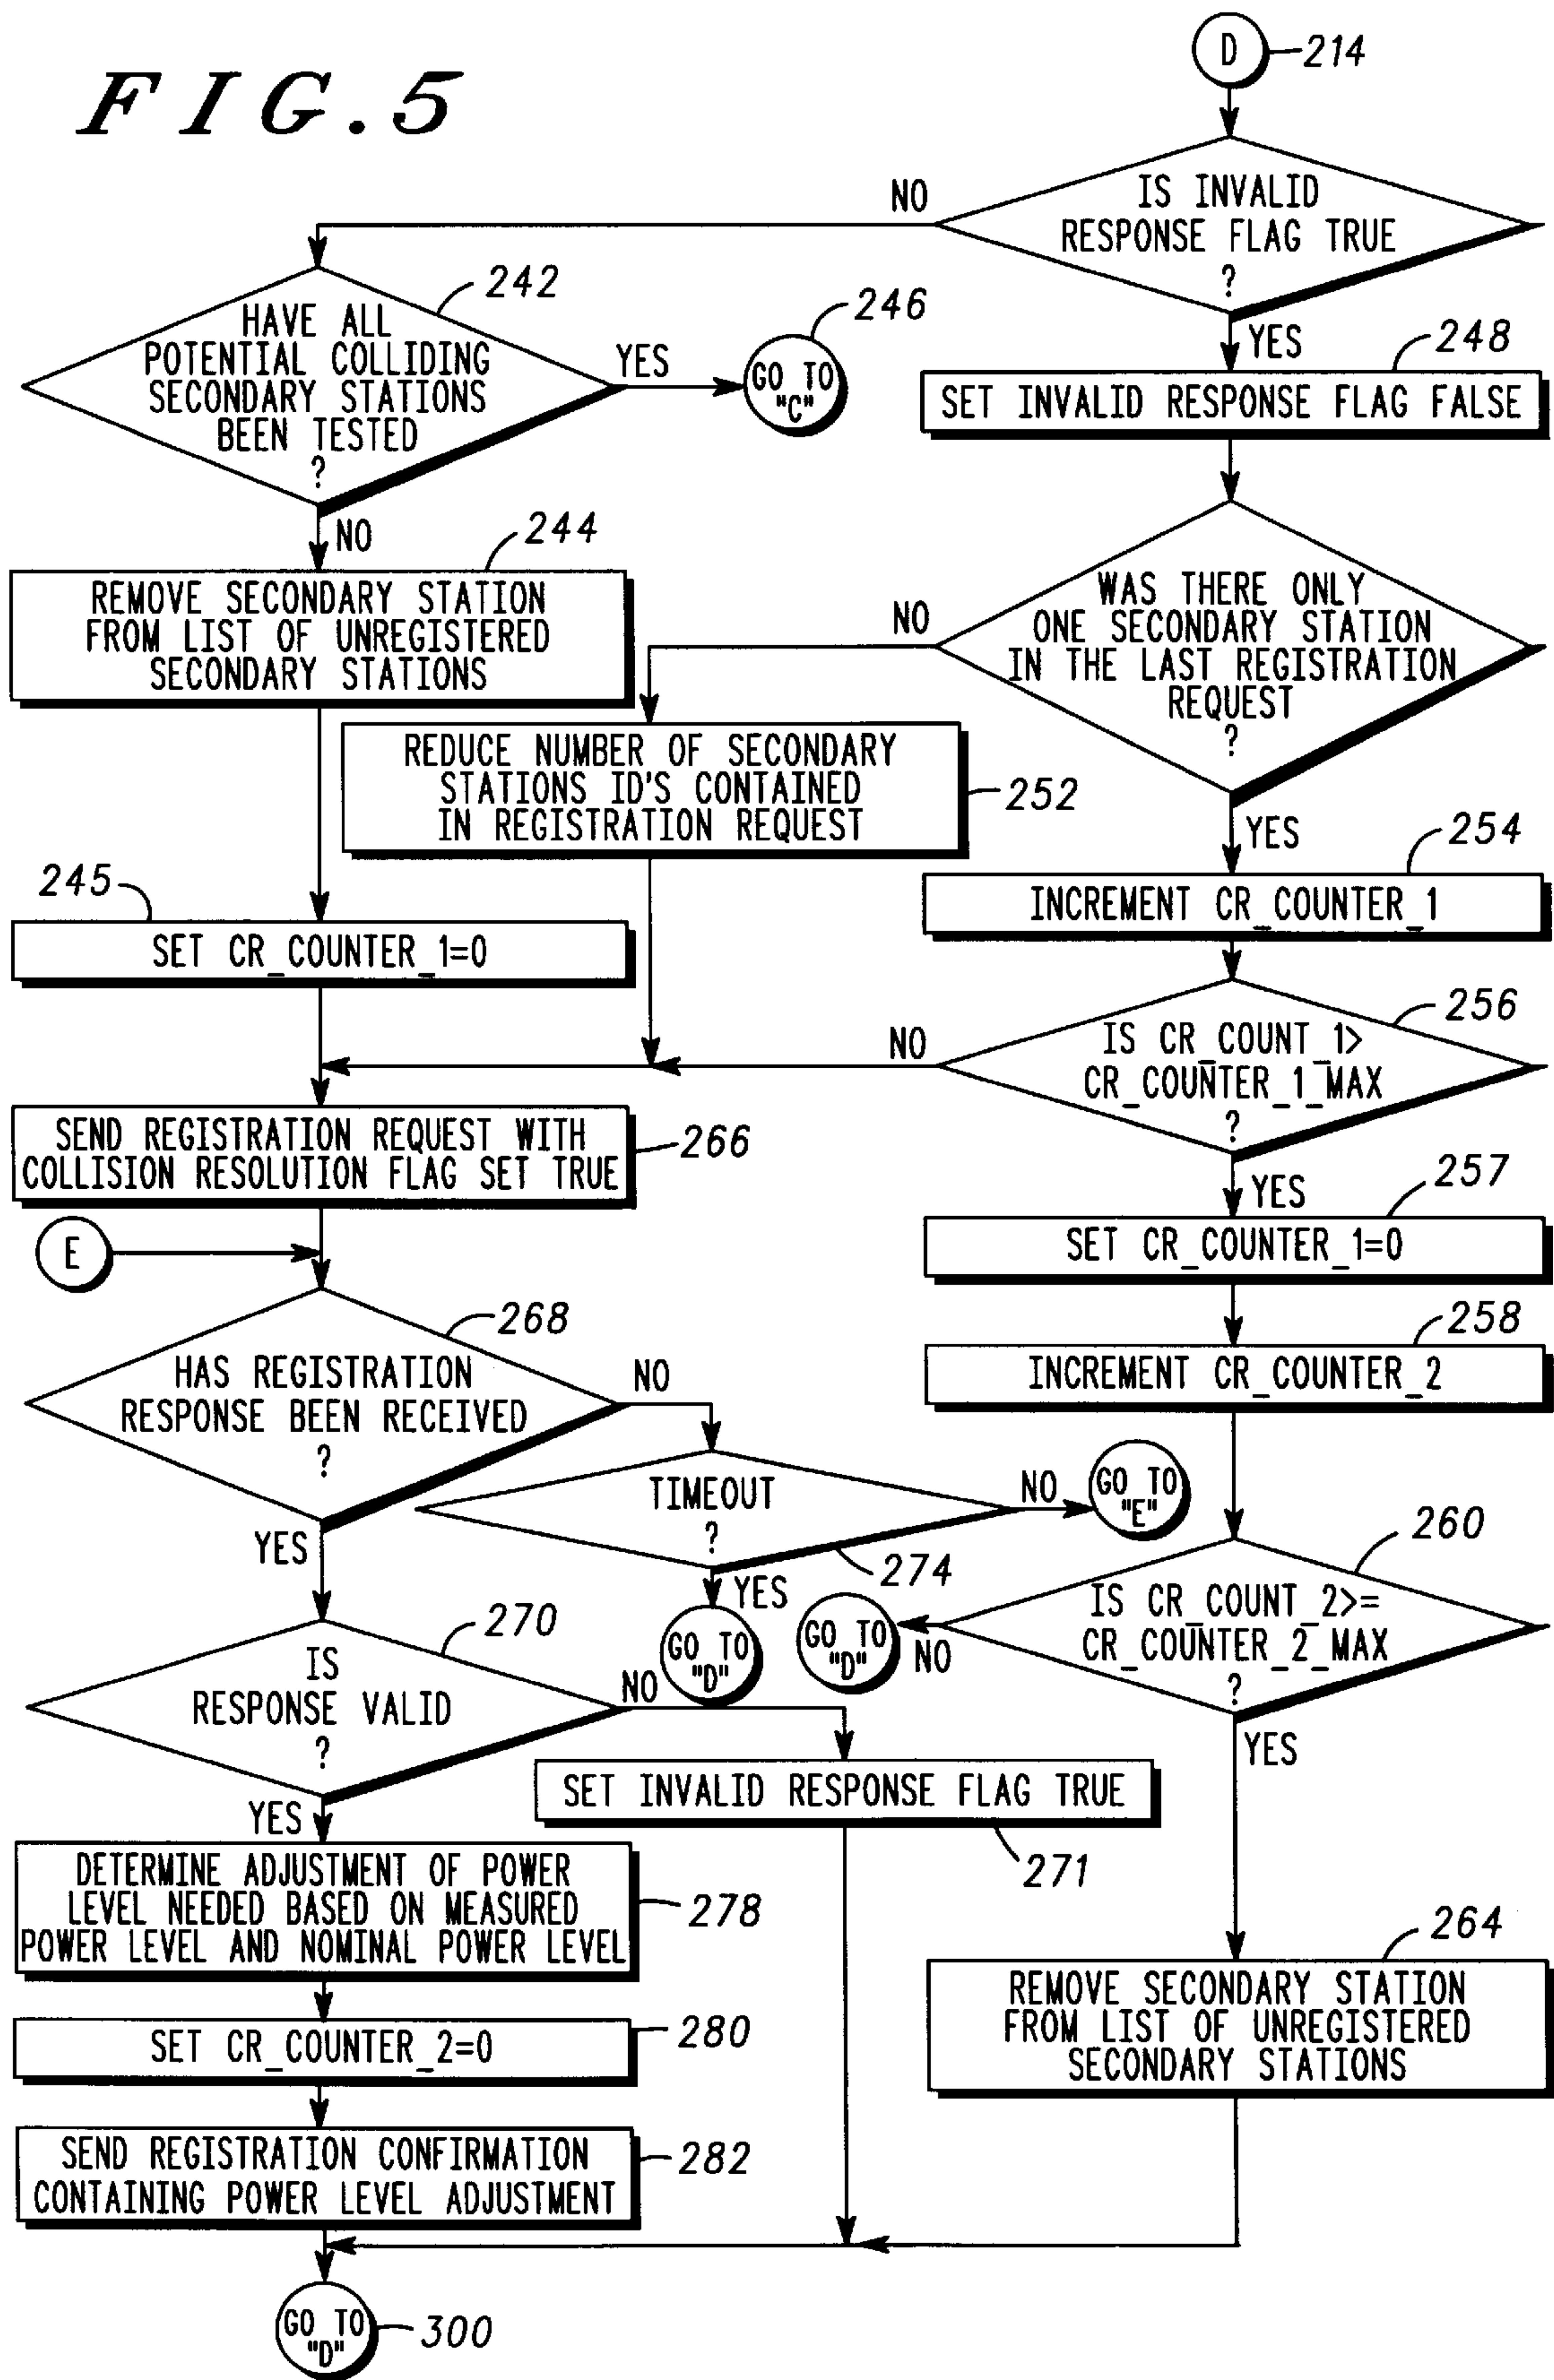 FIG.5
D
214
IS INVALID
RESPONSE FLAG TRUE
?
NO
YES
242
HAVE ALL
POTENTIAL COLLIDING
SECONDARY STATIONS
BEEN TESTED
?
YES
NO
246
GO TO
"C"
248
SET INVALID RESPONSE FLAG FALSE
244
REMOVE SECONDARY STATION
FROM LIST OF UNREGISTERED
SECONDARY STATIONS
WAS THERE ONLY
ONE SECONDARY STATION
IN THE LAST REGISTRATION
REQUEST
?
NO
YES
REDUCE NUMBER OF SECONDARY
STATIONS ID'S CONTAINED
IN REGISTRATION REQUEST
252
254
INCREMENT CR_COUNTER_1
245
SET CR_COUNTER_1=0
256
IS CR_COUNT_1>
CR_COUNTER_1_MAX
?
NO
YES
SEND REGISTRATION REQUEST WITH
COLLISION RESOLUTION FLAG SET TRUE
266
257
SET CR_COUNTER_1=0
E
258
INCREMENT CR_COUNTER_2
268
HAS REGISTRATION
RESPONSE BEEN RECEIVED
?
NO
YES
TIMEOUT
?
NO
GO TO
"E"
274
YES
GO TO
"D"
260
IS CR_COUNT_2>=
CR_COUNTER_2_MAX
?
NO
GO TO
"D"
YES
270
IS
RESPONSE VALID
?
NO
YES
SET INVALID RESPONSE FLAG TRUE
271
DETERMINE ADJUSTMENT OF POWER
LEVEL NEEDED BASED ON MEASURED
POWER LEVEL AND NOMINAL POWER LEVEL
278
264
REMOVE SECONDARY STATION
FROM LIST OF UNREGISTERED
SECONDARY STATIONS
SET CR_COUNTER_2=0
280
SEND REGISTRATION CONFIRMATION
CONTAINING POWER LEVEL ADJUSTMENT
282
GO TO
"D"
300